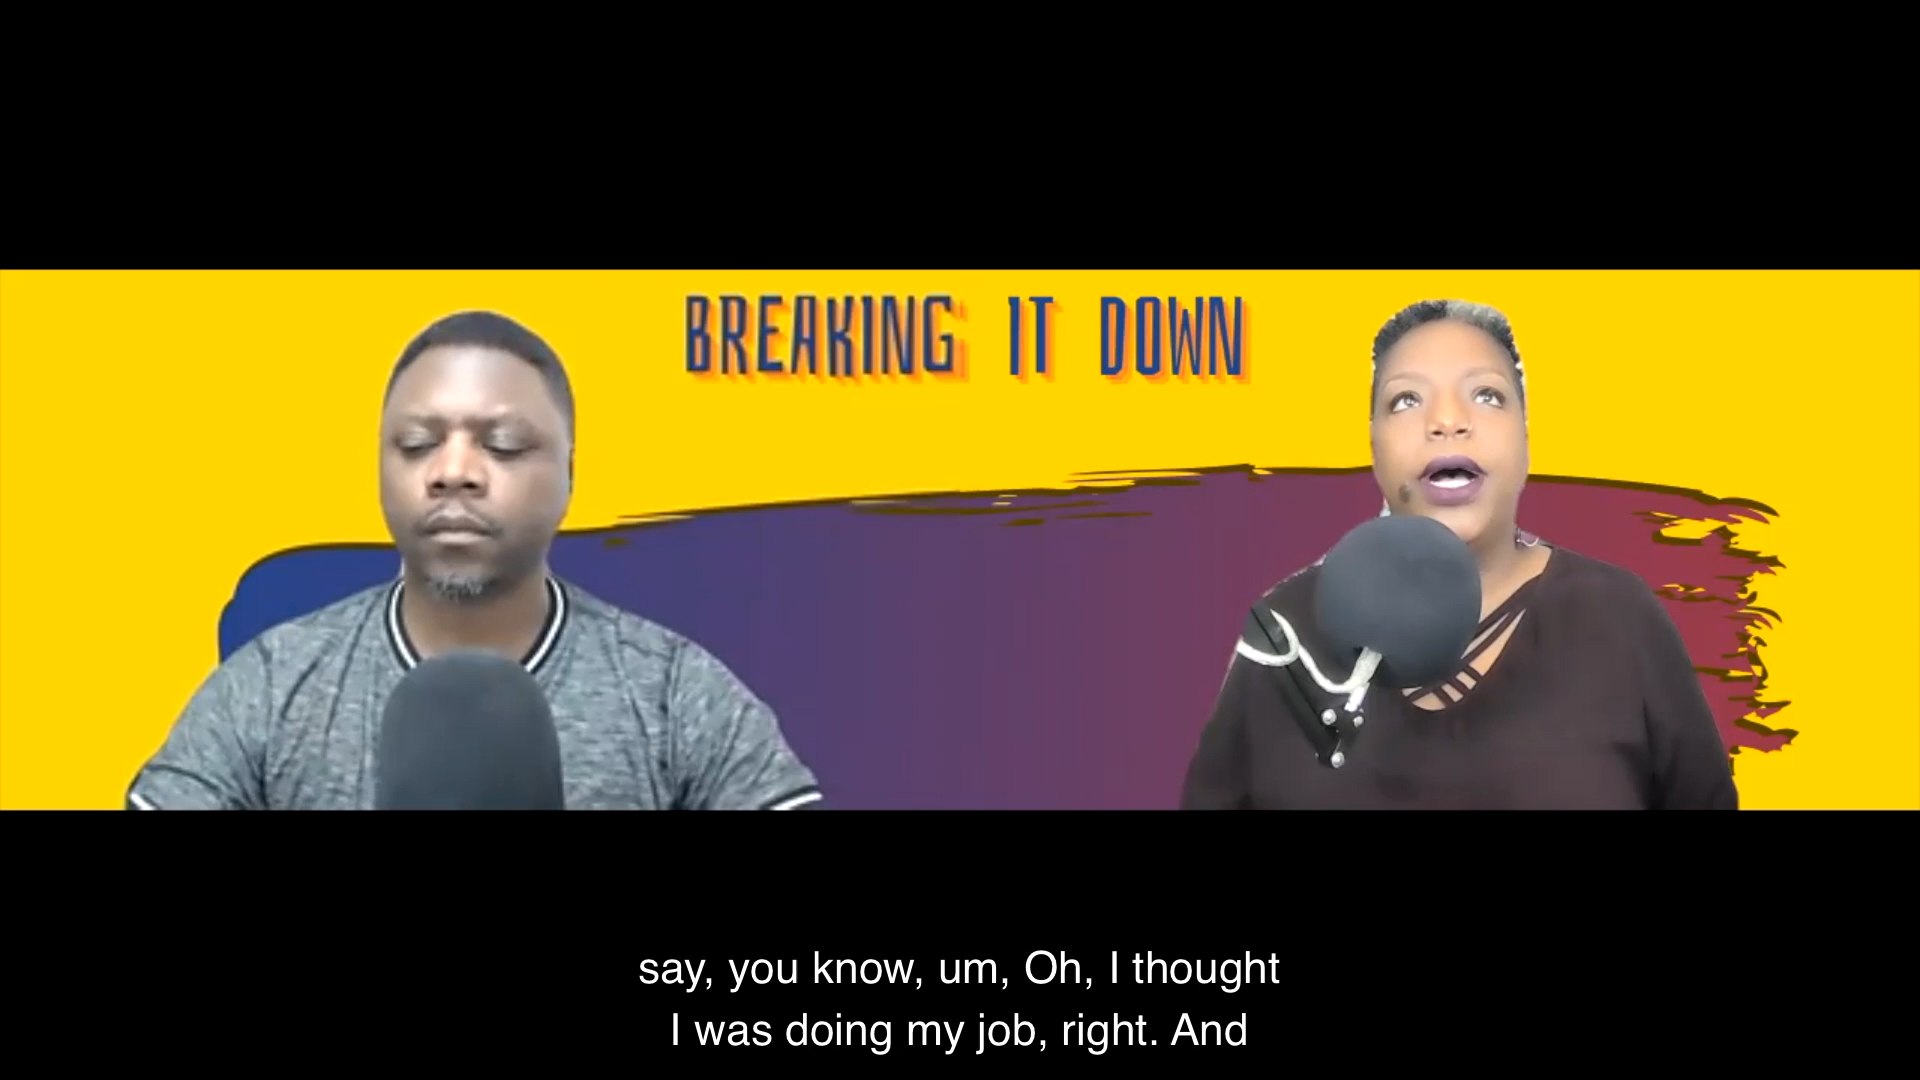 BREAKING IT DOWN
say, you know, um, Oh, I thought
I was doing my job, right. And